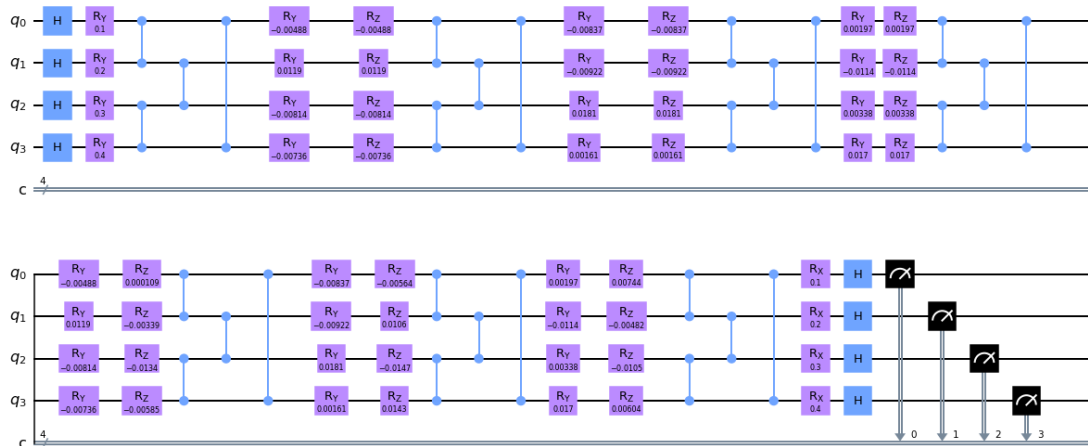 q0 H RY 0.1 RY −0.00488 RZ −0.00488 RY −0.00837 RZ −0.00837 RY 0.00197 RZ 0.00197
q1 H RY 0.2 RY 0.0119 RZ 0.0119 RY −0.00922 RZ −0.00922 RY −0.0114 RZ −0.0114
q2 H RY 0.3 RY −0.00814 RZ −0.00814 RY 0.0181 RZ 0.0181 RY 0.00338 RZ 0.00338
q3 H RY 0.4 RY −0.00736 RZ −0.00736 RY 0.00161 RZ 0.00161 RY 0.017 RZ 0.017
c 4
q0 RY −0.00488 RZ 0.000109 RY −0.00837 RZ −0.00564 RY 0.00197 RZ 0.00744 RX 0.1 H
q1 RY 0.0119 RZ −0.00339 RY −0.00922 RZ 0.0106 RY −0.0114 RZ −0.00482 RX 0.2 H
q2 RY −0.00814 RZ −0.0134 RY 0.0181 RZ −0.0147 RY 0.00338 RZ −0.0105 RX 0.3 H
q3 RY −0.00736 RZ −0.00585 RY 0.00161 RZ 0.0143 RY 0.017 RZ 0.00604 RX 0.4 H
c 4 0 1 2 3